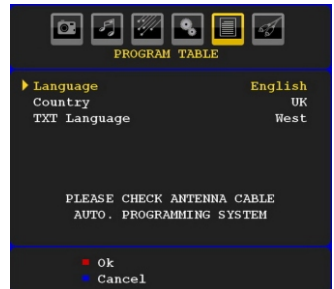 PROGRAM TABLE
Language English
Country UK
TXT Language West
PLEASE CHECK ANTENNA CABLE
AUTO. PROGRAMMING SYSTEM
Ok
Cancel